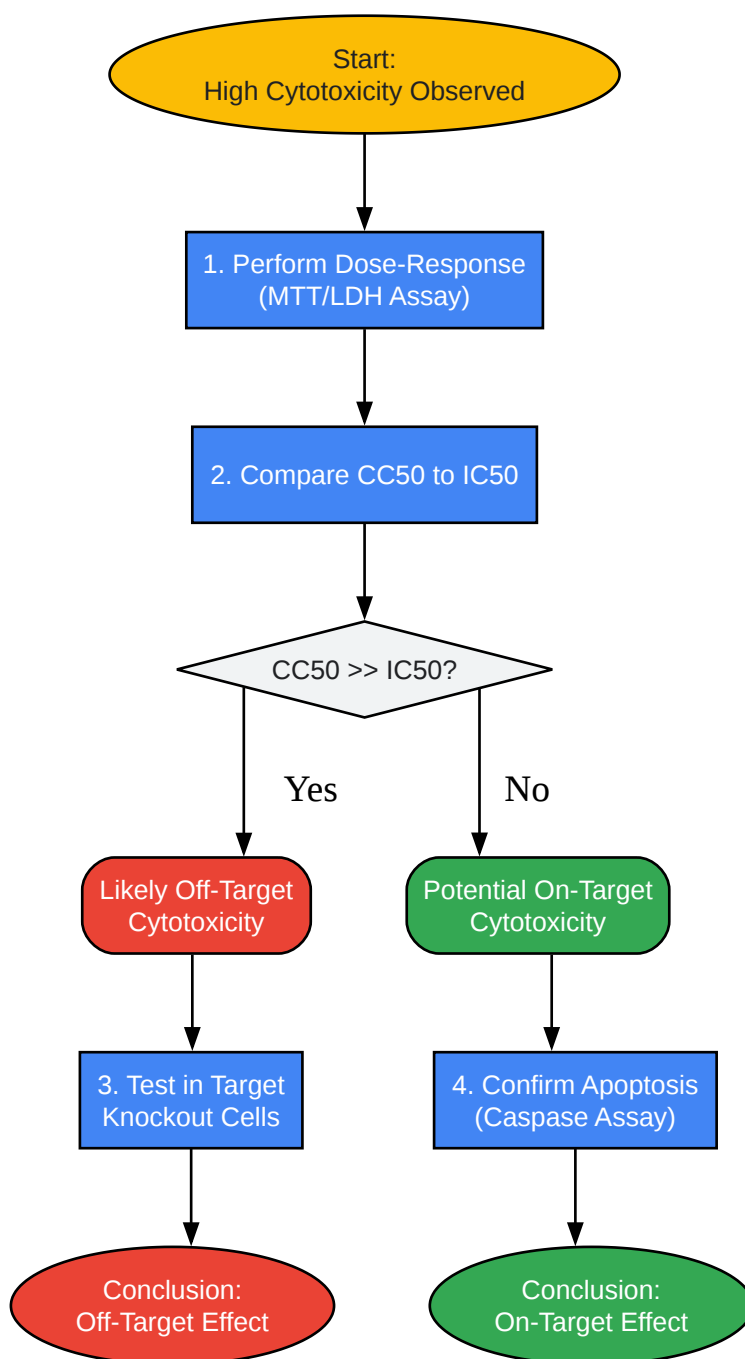 Start:
High Cytotoxicity Observed
1. Perform Dose-Response
(MTT/LDH Assay)
2. Compare CC50 to IC50
CC50 >> IC50?
Yes
No
Likely Off-Target
Cytotoxicity
Potential On-Target
Cytotoxicity
3. Test in Target
Knockout Cells
4. Confirm Apoptosis
(Caspase Assay)
Conclusion:
Off-Target Effect
Conclusion:
On-Target Effect